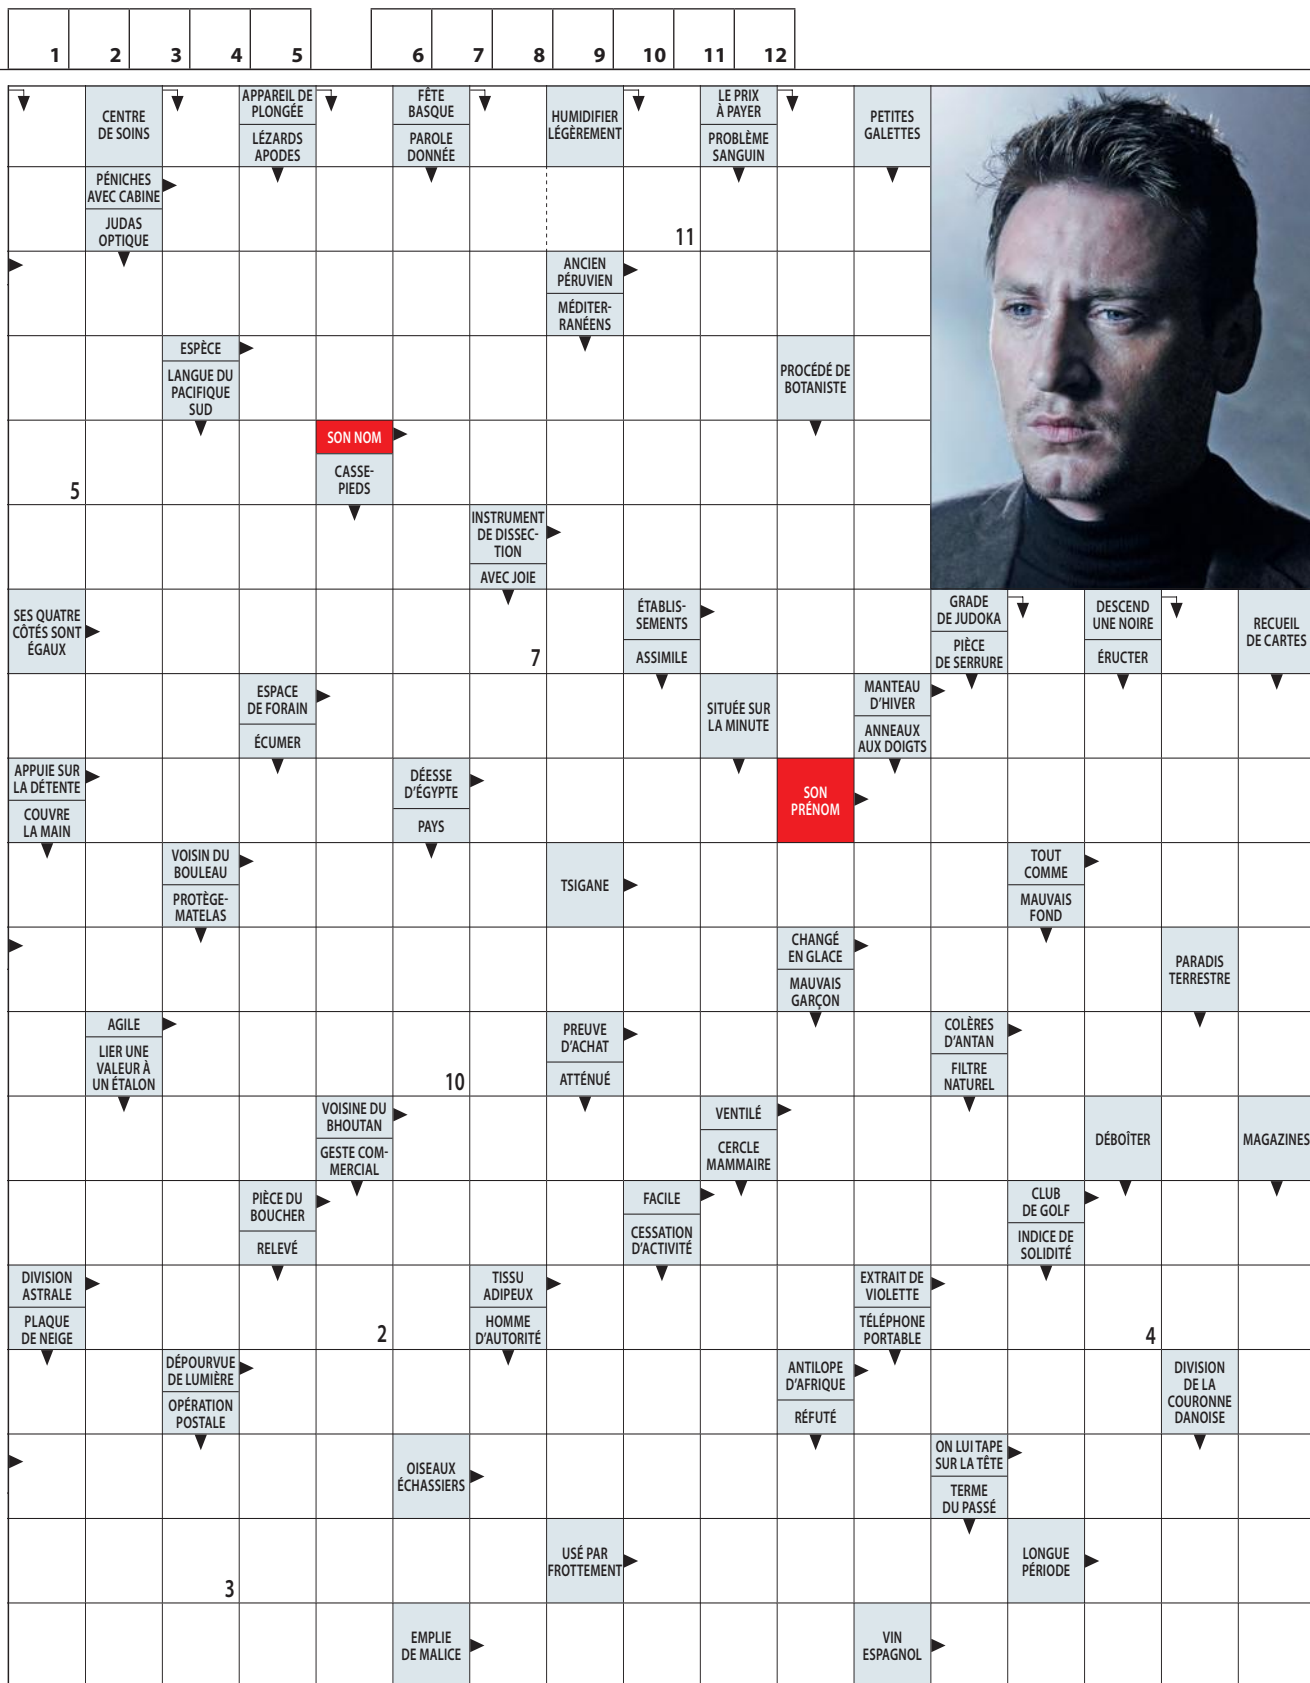 1 2 3 4 5 6 7 8 9 10 11 12
CENTRE
DE SOINS
APPAREIL DE
PLONGÉE
LÉZARDS
APODES
FÊTE
BASQUE
PAROLE
DONNÉE
HUMIDIFIER
LÉGÈREMENT
LE PRIX
À PAYER
PROBLÈME
SANGUIN
PETITES
GALETTES
PÉNICHES
AVEC CABINE
JUDAS
OPTIQUE
11
ANCIEN
PÉRUVIEN
MÉDITER-
RANÉENS
ESPÈCE
LANGUE DU
PACIFIQUE
SUD
PROCÉDÉ DE
BOTANISTE
5
SON NOM
CASSE-
PIEDS
INSTRUMENT
DE DISSEC-
TION
AVEC JOIE
SES QUATRE
CÔTÉS SONT
ÉGAUX
7
ÉTABLIS-
SEMENTS
ASSIMILE
GRADE
DE JUDOKA
PIÈCE
DE SERRURE
DESCEND
UNE NOIRE
ÉRUCTER
RECUEIL
DE CARTES
ESPACE
DE FORAIN
ÉCUMER
SITUÉE SUR
LA MINUTE
MANTEAU
D'HIVER
ANNEAUX
AUX DOIGTS
APPUIE SUR
LA DÉTENTE
COUVRE
LA MAIN
DÉESSE
D'ÉGYPTE
PAYS
SON
PRÉNOM
VOISIN DU
BOULEAU
PROTÈGE-
MATELAS
TSIGANE
TOUT
COMME
MAUVAIS
FOND
CHANGÉ
EN GLACE
MAUVAIS
GARÇON
PARADIS
TERRESTRE
AGILE
LIER UNE
VALEUR À
UN ÉTALON
10
PREUVE
D'ACHAT
ATTÉNUÉ
COLÈRES
D'ANTAN
FILTRE
NATUREL
VOISINE DU
BHOUTAN
GESTE COM-
MERCIAL
VENTILÉ
CERCLE
MAMMAIRE
DÉBOÎTER
MAGAZINES
PIÈCE DU
BOUCHER
RELEVÉ
FACILE
CESSATION
D'ACTIVITÉ
CLUB
DE GOLF
INDICE DE
SOLIDITÉ
DIVISION
ASTRALE
PLAQUE
DE NEIGE
2
TISSU
ADIPEUX
HOMME
D'AUTORITÉ
EXTRAIT DE
VIOLETTE
TÉLÉPHONE
PORTABLE
4
DÉPOURVUE
DE LUMIÈRE
OPÉRATION
POSTALE
ANTILOPE
D'AFRIQUE
RÉFUTÉ
DIVISION
DE LA
COURONNE
DANOISE
OISEAUX
ÉCHASSIERS
ON LUI TAPE
SUR LA TÊTE
TERME
DU PASSÉ
3
USÉ PAR
FROTTEMENT
LONGUE
PÉRIODE
EMPLIE
DE MALICE
VIN
ESPAGNOL